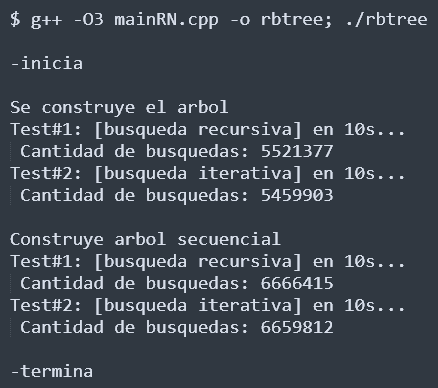 $ g++ -O3 mainRN.cpp -o rbtree; ./rbtree
-inicia
Se construye el arbol
Test#1: [busqueda recursiva] en 10s...
Cantidad de busquedas: 5521377
Test#2: [busqueda iterativa] en 10s...
Cantidad de busquedas: 5459903
Construye arbol secuencial
Test#1: [busqueda recursiva] en 10s...
Cantidad de busquedas: 6666415
Test#2: [busqueda iterativa] en 10s...
Cantidad de busquedas: 6659812
-termina